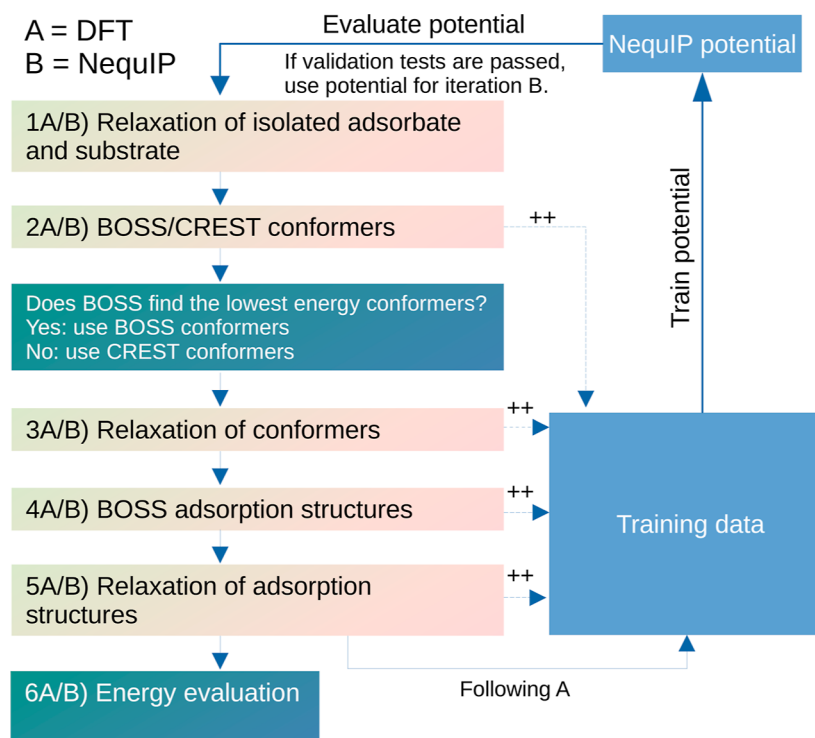 A = DFT
B = NequIP
Evaluate potential
If validation tests are passed,
use potential for iteration B.
NequIP potential
1A/B) Relaxation of isolated adsorbate
and substrate
2A/B) BOSS/CREST conformers
++
Does BOSS find the lowest energy conformers?
Yes: use BOSS conformers
No: use CREST conformers
Train potential
3A/B) Relaxation of conformers
++
4A/B) BOSS adsorption structures
++
Training data
5A/B) Relaxation of adsorption
structures
++
6A/B) Energy evaluation
Following A